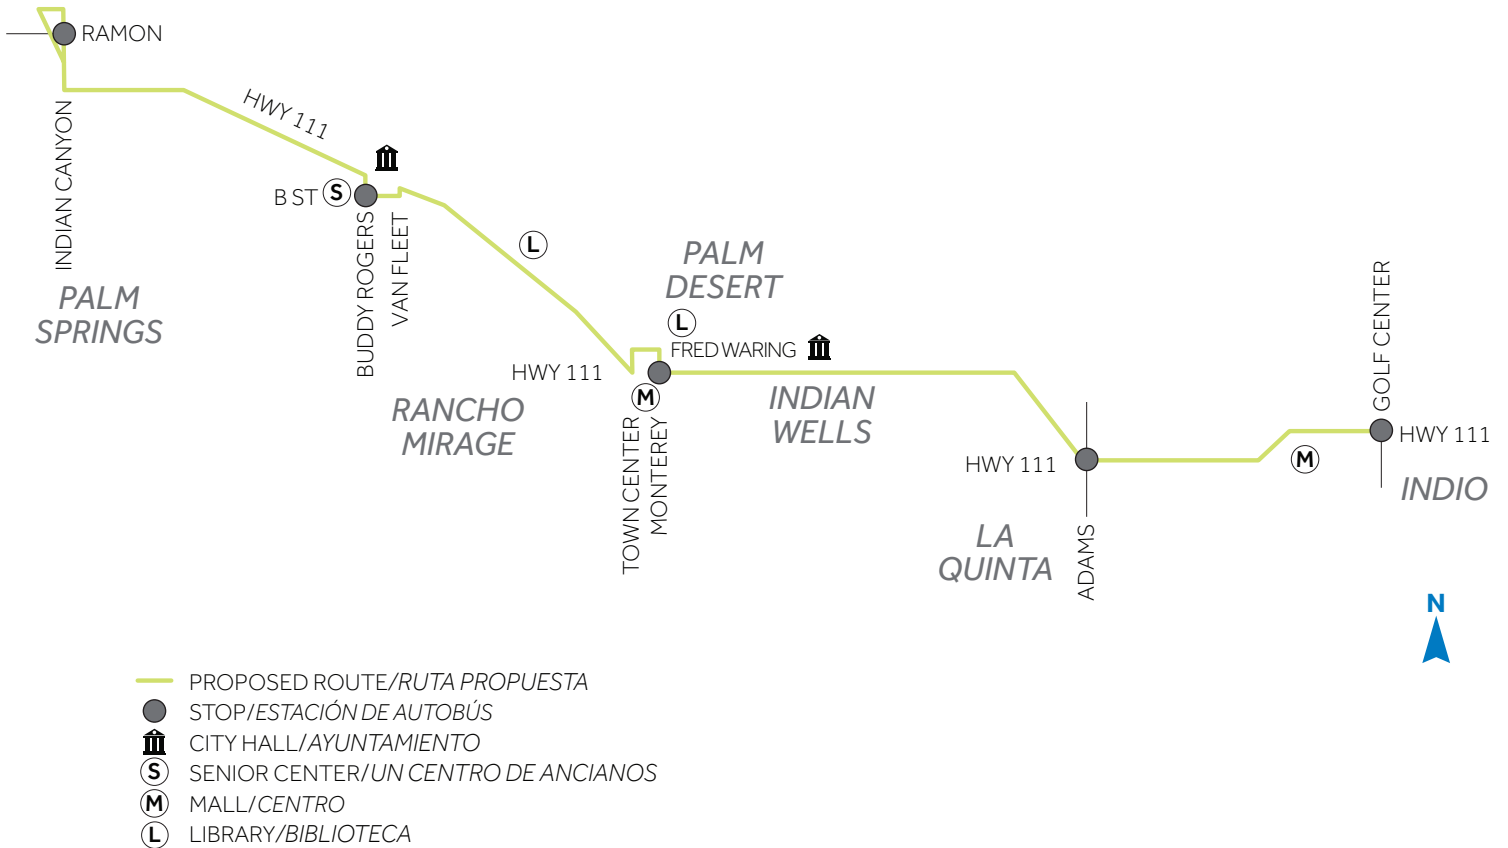 RAMON
HWY 111
INDIAN CANYON
B ST
S
BUDDY ROGERS
VAN FLEET
L
PALM
SPRINGS
PALM
DESERT
L
FRED WARING
HWY 111
M
TOWN CENTER
MONTEREY
RANCHO
MIRAGE
INDIAN
WELLS
GOLF CENTER
HWY 111
HWY 111
M
INDIO
LA
QUINTA
ADAMS
N
PROPOSED ROUTE/RUTA PROPUESTA
STOP/ESTACIÓN DE AUTOBÚS
CITY HALL/AYUNTAMIENTO
S SENIOR CENTER/UN CENTRO DE ANCIANOS
M MALL/CENTRO
L LIBRARY/BIBLIOTECA